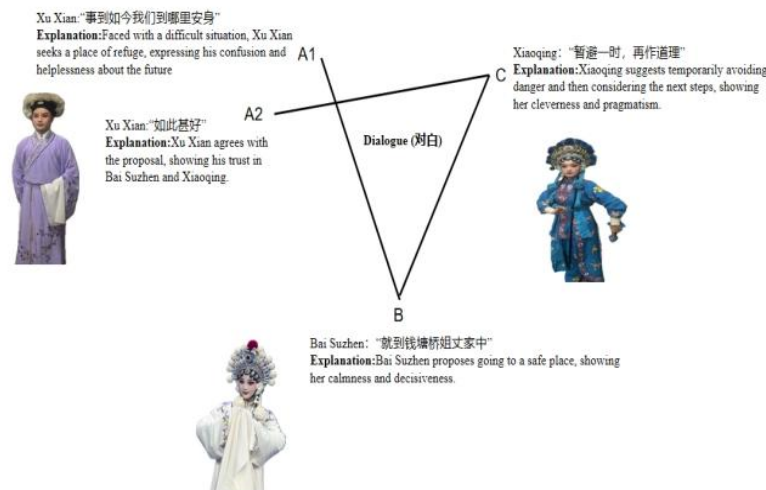 Xu Xian:“事到如今我们到哪里安身”
Explanation:Faced with a difficult situation, Xu Xian
seeks a place of refuge, expressing his confusion and
helplessness about the future
A1
A2
Xu Xian:“如此甚好”
Explanation:Xu Xian agrees with
the proposal, showing his trust in
Bai Suzhen and Xiaoqing.
Dialogue (对白)
C
Xiaoqing：“暂避一时，再作道理”
Explanation:Xiaoqing suggests temporarily avoiding
danger and then considering the next steps, showing
her cleverness and pragmatism.
B
Bai Suzhen：“就到钱塘桥姐丈家中”
Explanation:Bai Suzhen proposes going to a safe place, showing
her calmness and decisiveness.